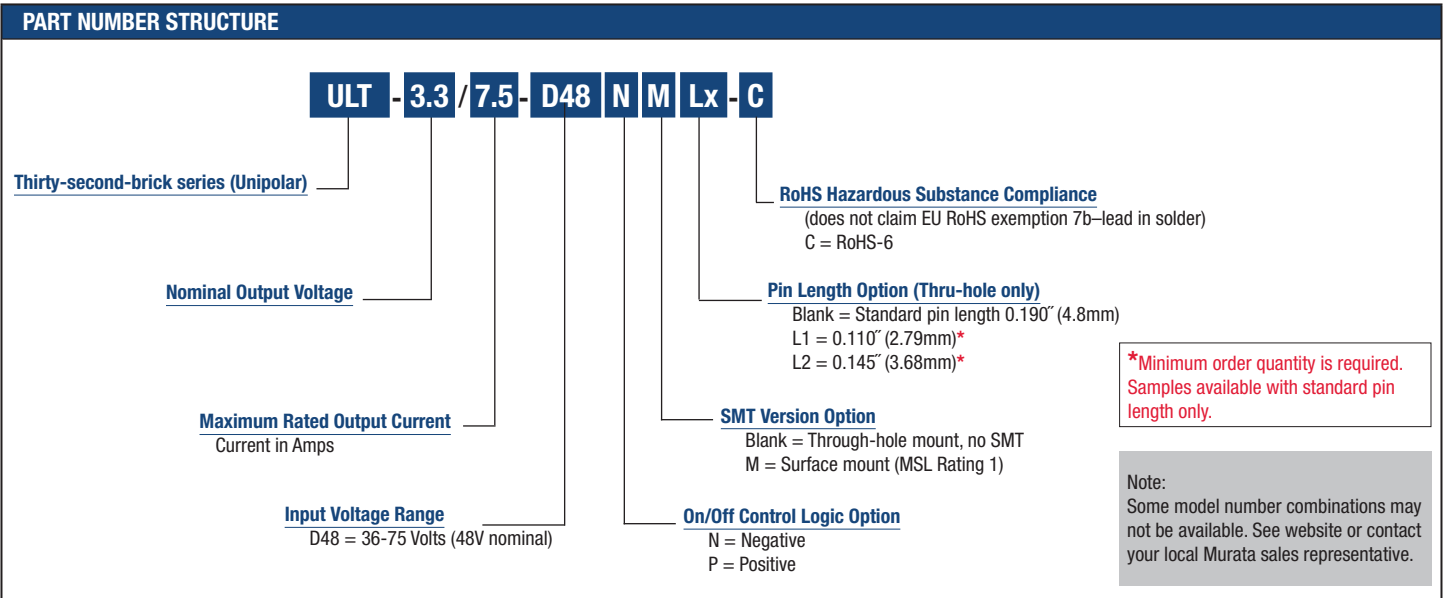 PART NUMBER STRUCTURE
ULT - 3.3 / 7.5 - D48 N M Lx - C
Thirty-second-brick series (Unipolar)
Nominal Output Voltage
Maximum Rated Output Current
Current in Amps
Input Voltage Range
D48 = 36-75 Volts (48V nominal)
RoHS Hazardous Substance Compliance
(does not claim EU RoHS exemption 7b–lead in solder)
C = RoHS-6
Pin Length Option (Thru-hole only)
Blank = Standard pin length 0.190˝ (4.8mm)
L1 = 0.110˝ (2.79mm)*
L2 = 0.145˝ (3.68mm)*
SMT Version Option
Blank = Through-hole mount, no SMT
M = Surface mount (MSL Rating 1)
On/Off Control Logic Option
N = Negative
P = Positive
*Minimum order quantity is required.
Samples available with standard pin
length only.
Note:
Some model number combinations may
not be available. See website or contact
your local Murata sales representative.